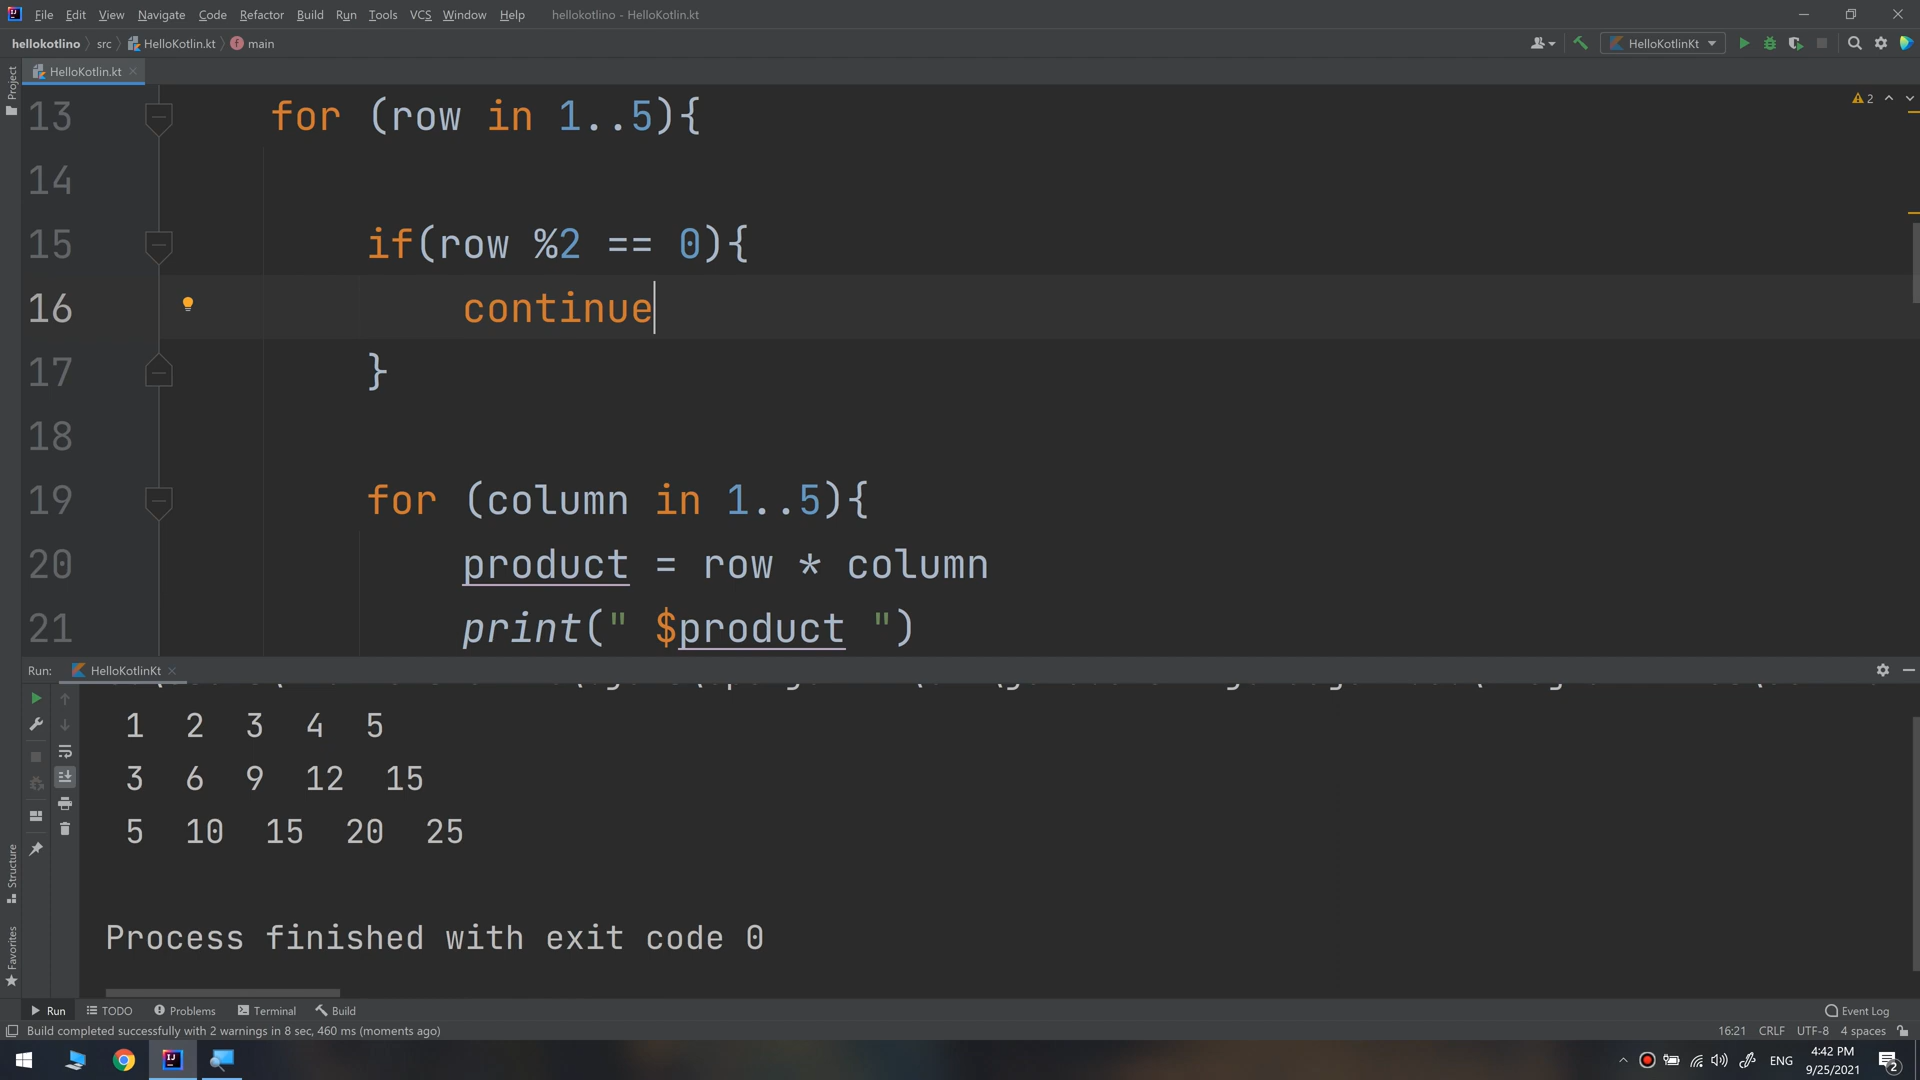 File Edit View Navigate Code Refactor Build Run Tools VCS Window Help hellokotlino - HelloKotlin.kt
hellokotlino src HelloKotlin.kt main HelloKotlinKt
Project
HelloKotlin.kt
2
13 for (row in 1..5){
14
15 if(row %2 == 0){
16 continue
17 }
18
19 for (column in 1..5){
20 product = row * column
21 print(" $product ")
Run: HelloKotlinKt
1 2 3 4 5
3 6 9 12 15
5 10 15 20 25
Process finished with exit code 0
Structure
Favorites
Run TODO Problems Terminal Build Event Log
Build completed successfully with 2 warnings in 8 sec, 460 ms (moments ago) 16:21 CRLF UTF-8 4 spaces
ENG 4:42 PM
9/25/2021
2